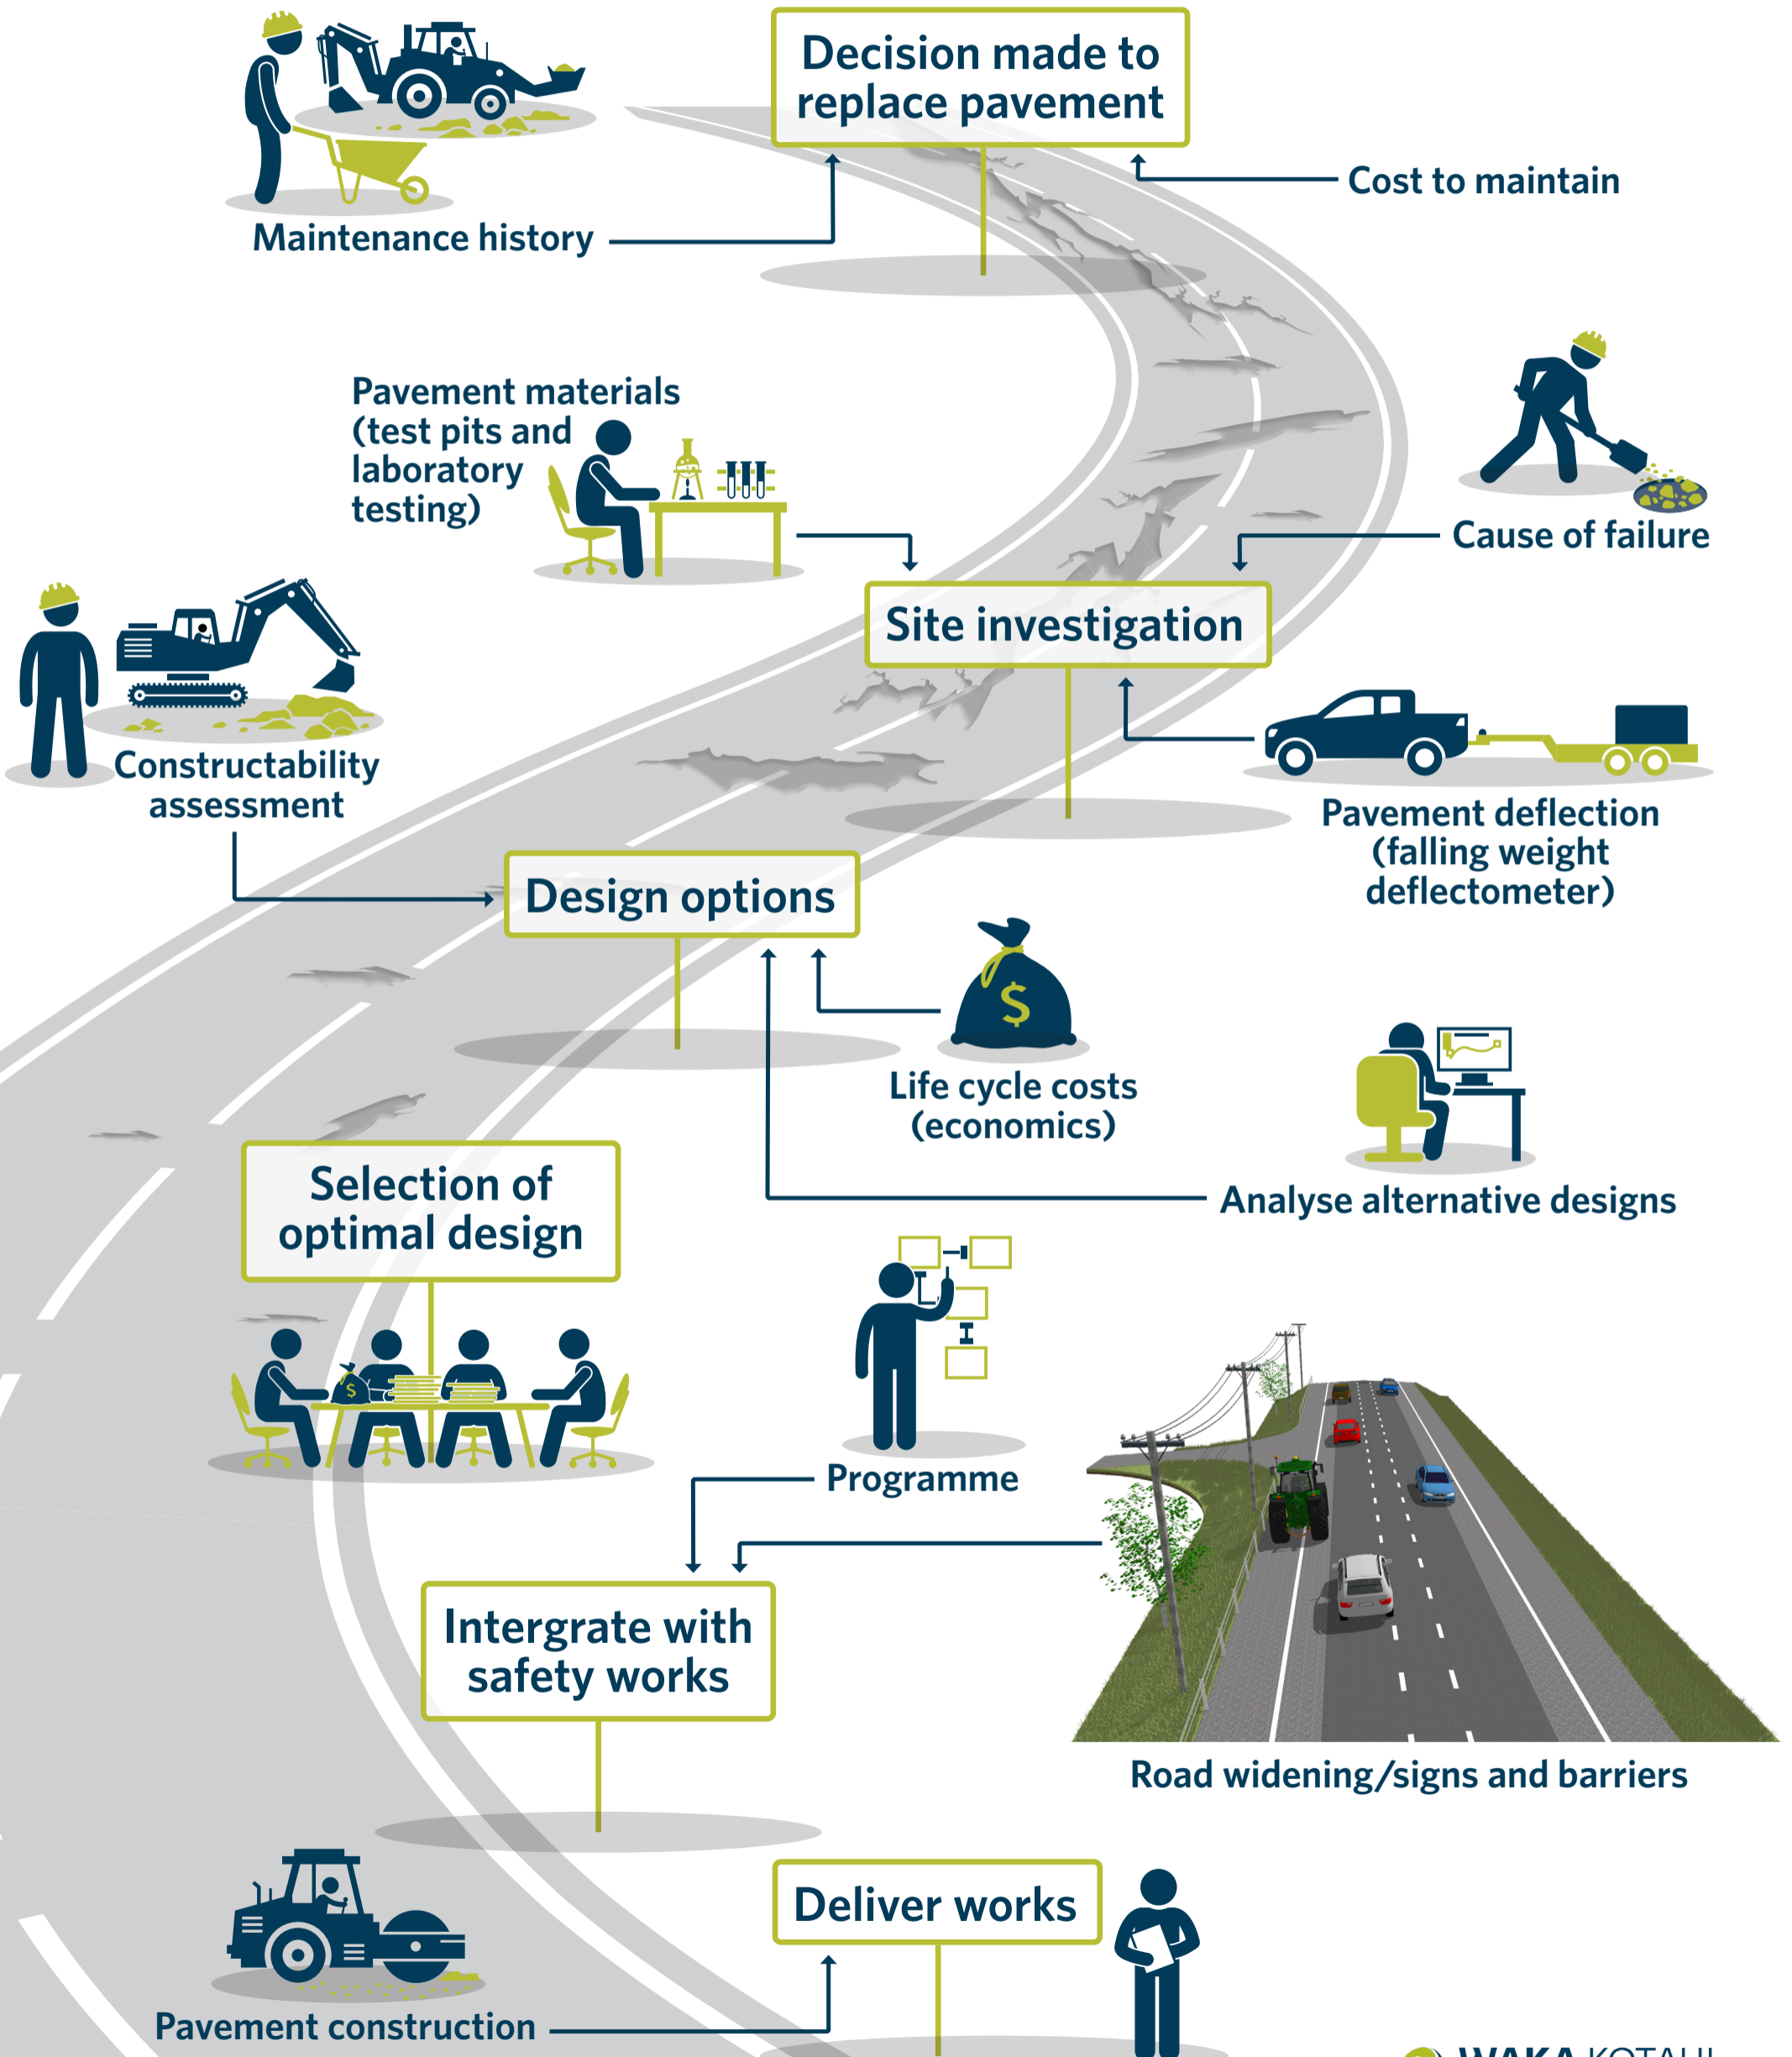 Decision made to
replace pavement
Cost to maintain
Maintenance history
Pavement materials
(test pits and
laboratory
testing)
Cause of failure
Site investigation
Constructability
assessment
Pavement deflection
(falling weight
deflectometer)
Design options
$
Life cycle costs
(economics)
Analyse alternative designs
Selection of
optimal design
$
Programme
Intergrate with
safety works
Road widening/signs and barriers
Deliver works
Pavement construction
WAKA KOTAHI